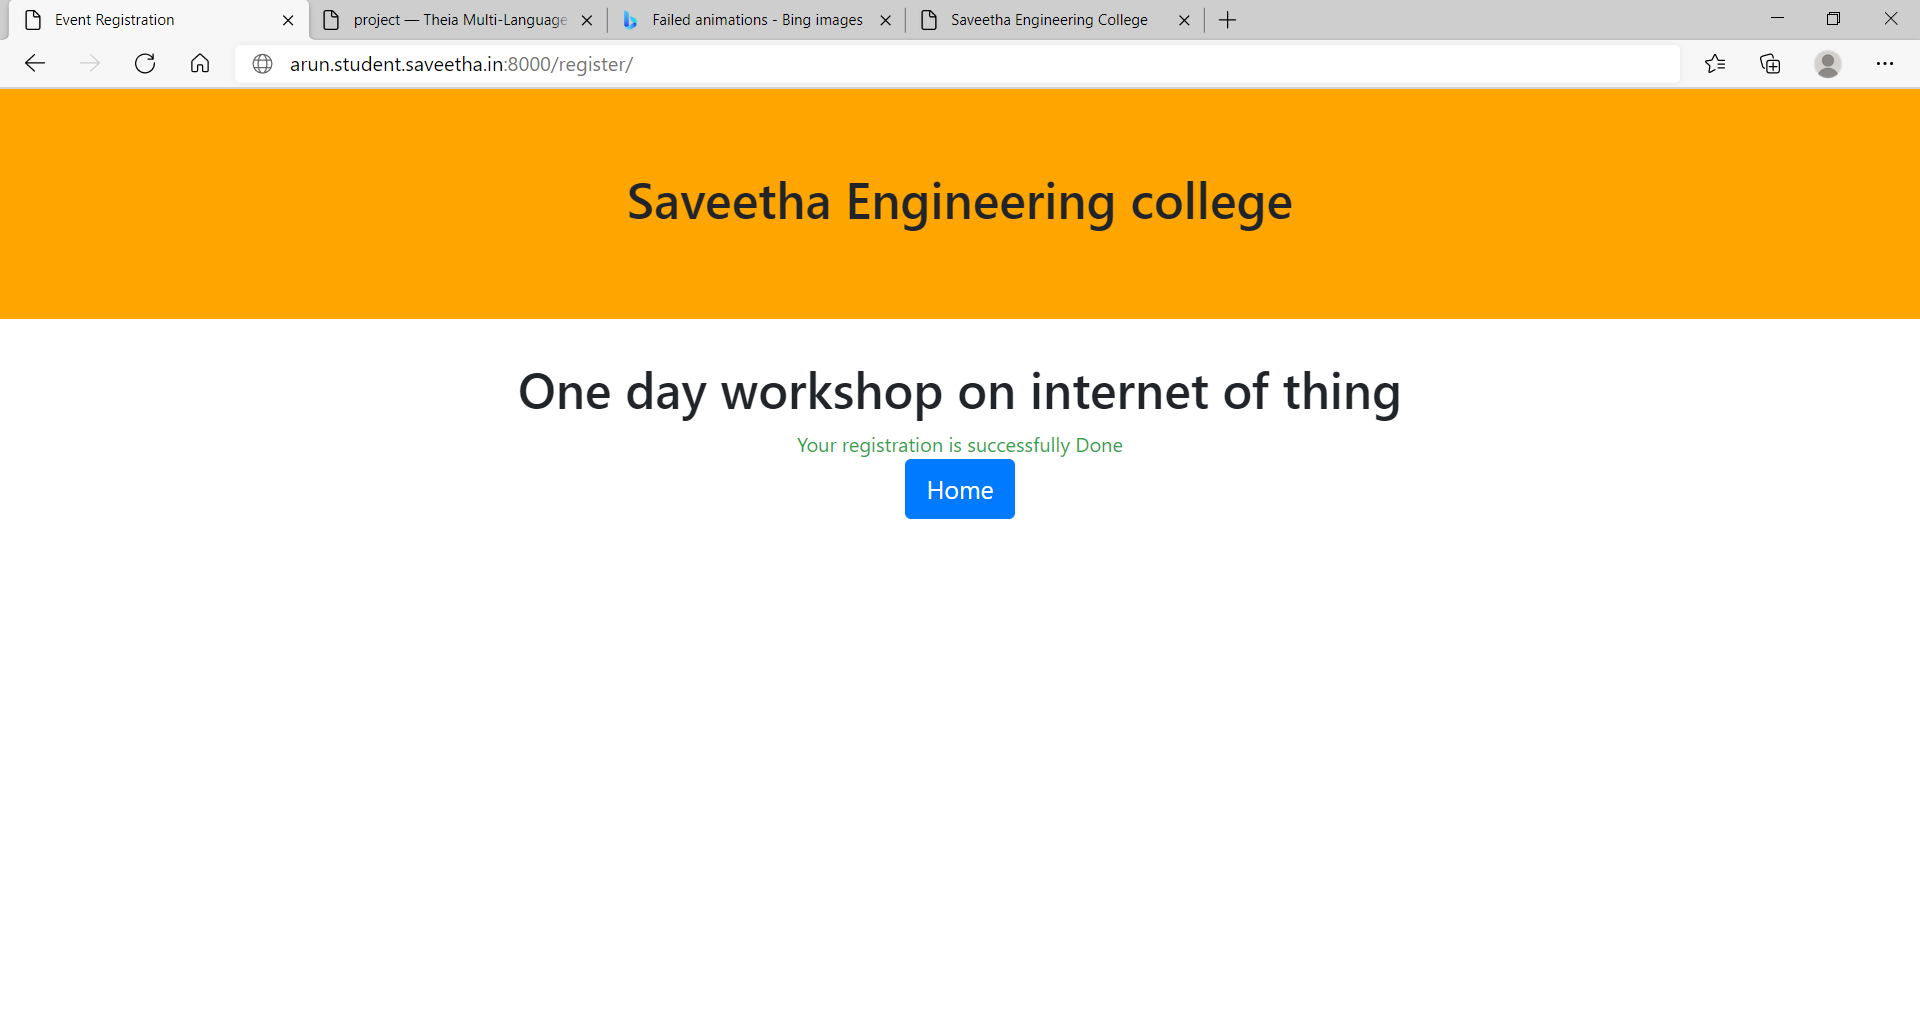 Event Registration
project — Theia Multi-Language
Failed animations - Bing images
Saveetha Engineering College
arun.student.saveetha.in:8000/register/
Saveetha Engineering college
One day workshop on internet of thing
Your registration is successfully Done
Home